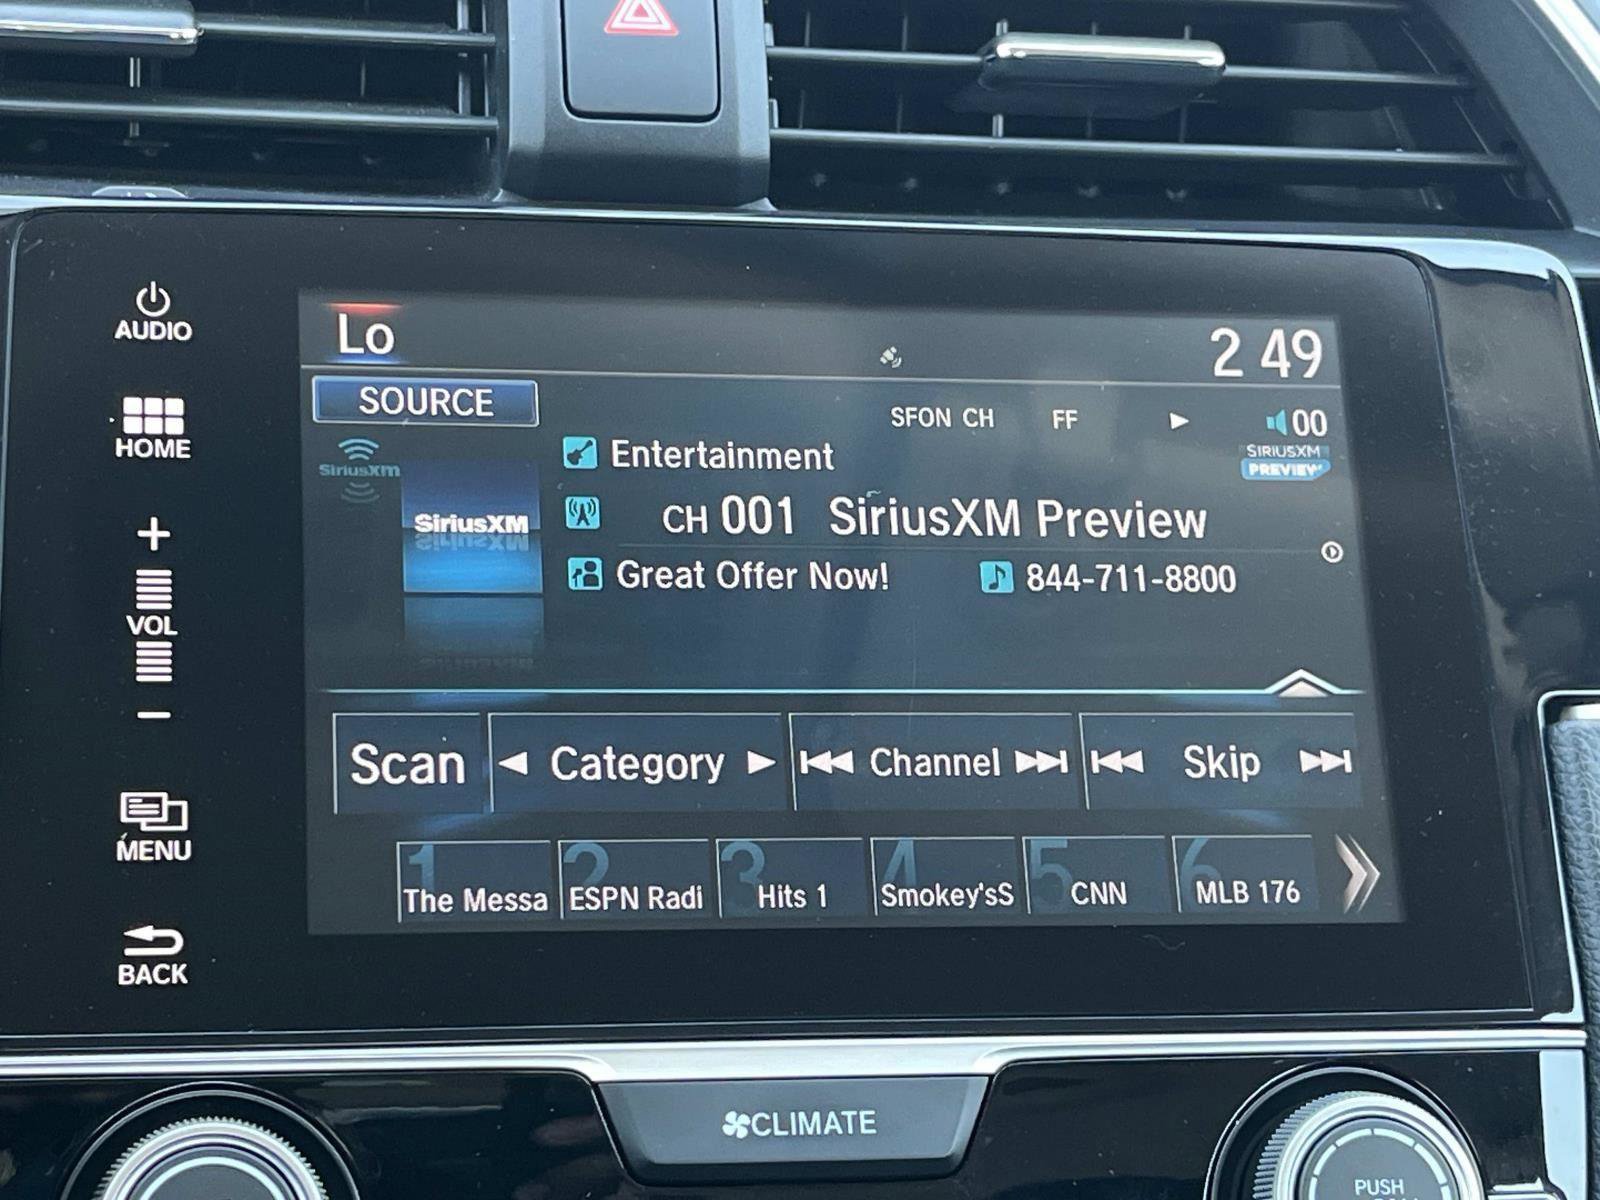 AUDIO
HOME
+
VOL
−
MENU
BACK
Lo
2 49
SOURCE
SFON CH FF 00
SIRIUSXM
PREVIEW
SiriusXM
SiriusXM
Entertainment
CH 001 SiriusXM Preview
Great Offer Now! 844-711-8800
Scan Category Channel Skip
1 The Messa
2 ESPN Radi
3 Hits 1
4 Smokey'sS
5 CNN
6 MLB 176
CLIMATE
PUSH